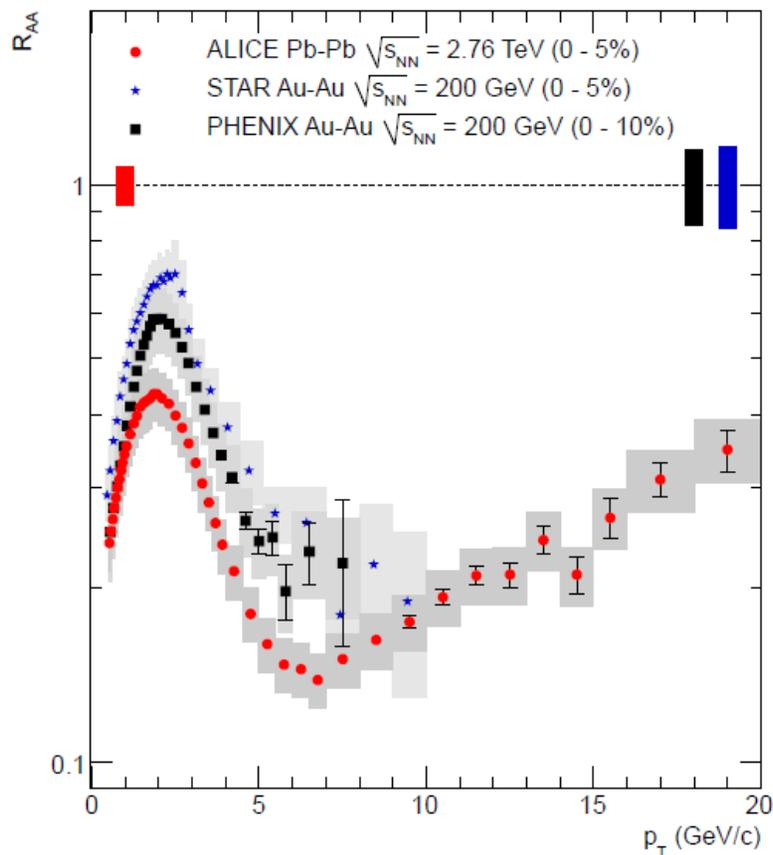 R_AA
ALICE Pb-Pb √s_NN = 2.76 TeV (0 - 5%)
STAR Au-Au √s_NN = 200 GeV (0 - 5%)
PHENIX Au-Au √s_NN = 200 GeV (0 - 10%)
1
0.1
0 5 10 15 20
p_T (GeV/c)